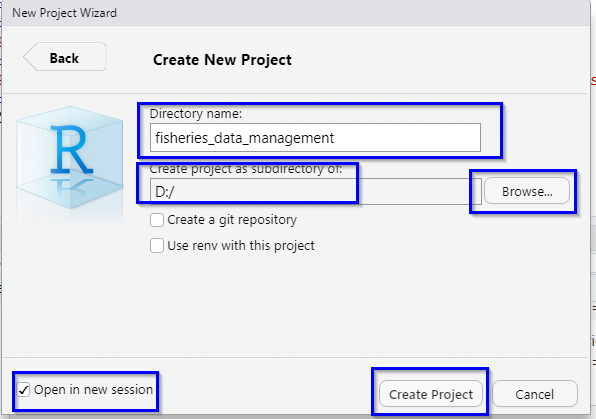 New Project Wizard
Back
Create New Project
R
Directory name:
fisheries_data_management
Create project as subdirectory of:
D:/
Browse...
Create a git repository
Use renv with this project
Open in new session
Create Project
Cancel